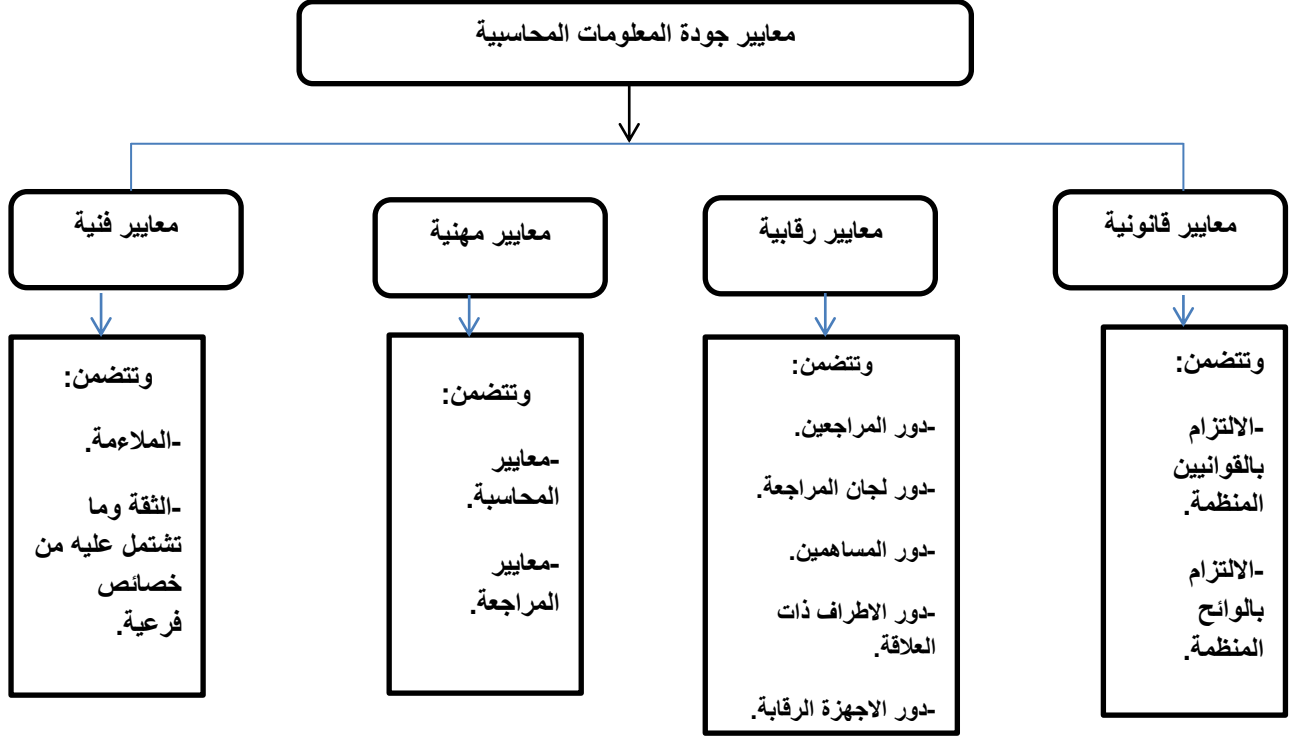 معايير جودة المعلومات المحاسبية
معايير قانونية
معايير رقابية
معايير مهنية
معايير فنية
وتتضمن:
-الالتزام
بالقوانيين
المنظمة.
-الالتزام
بالوائح
المنظمة.
وتتضمن:
-دور المراجعين.
-دور لجان المراجعة.
-دور المساهمين.
-دور الاطراف ذات
العلاقة.
-دور الاجهزة الرقابة.
وتتضمن:
-معايير
المحاسبة.
-معايير
المراجعة.
وتتضمن:
-الملاءمة.
-الثقة وما
تشتمل عليه من
خصائص
فرعية.